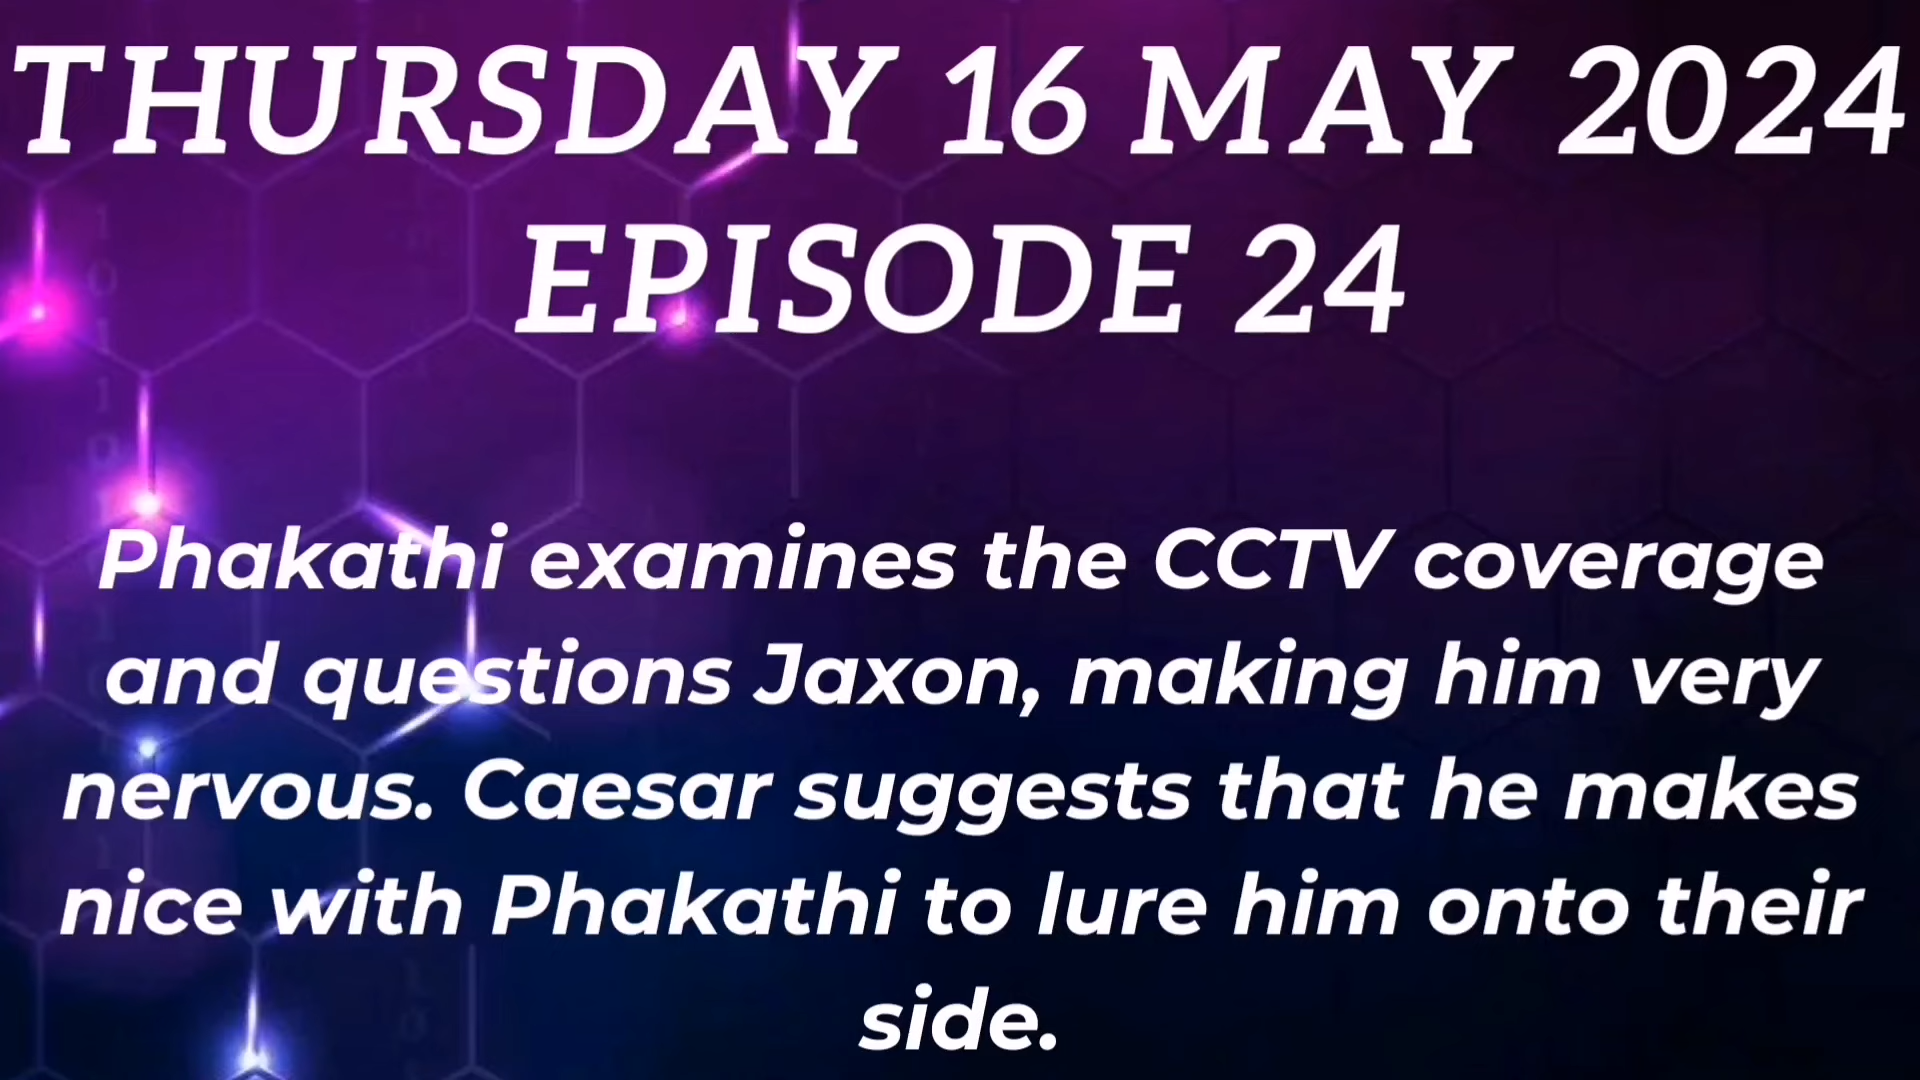 THURSDAY 16 MAY 2024
EPISODE 24
Phakathi examines the CCTV coverage
and questions Jaxon, making him very
nervous. Caesar suggests that he makes
nice with Phakathi to lure him onto their
side.